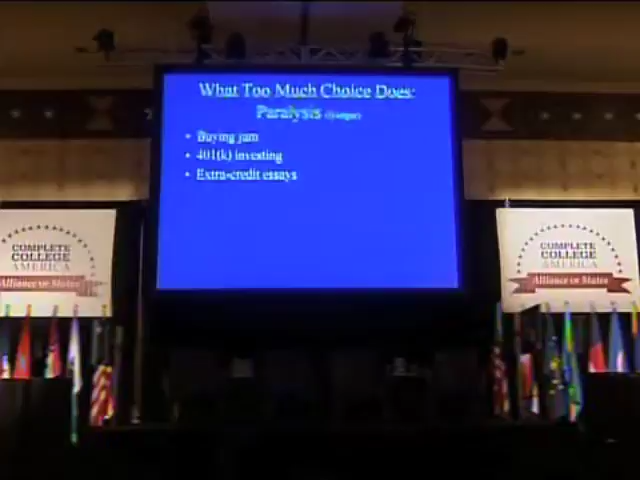 What Too Much Choice Does:
Paralysis
• Buying jam
• 401(k) investing
• Extra-credit essays
COMPLETE
COLLEGE
AMERICA
Alliance of States
COMPLETE
COLLEGE
AMERICA
Alliance of States